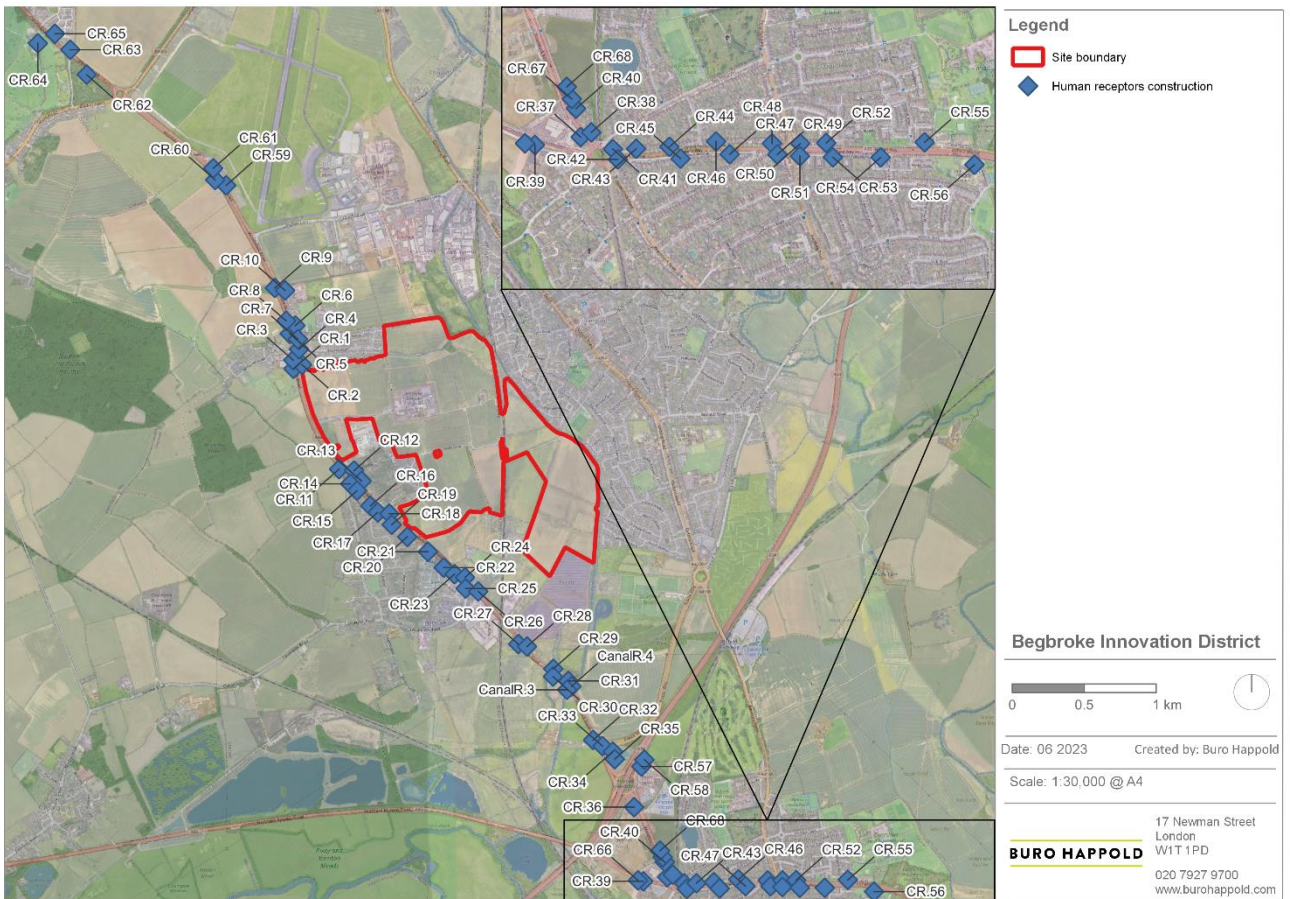 CR.65
CR.63
CR.64
CR.62
CR.61
CR.60
CR.59
CR.10
CR.9
CR.8
CR.6
CR.7
CR.4
CR.3
CR.1
CR.5
CR.2
CR.12
CR.13
CR.16
CR.14
CR.19
CR.11
CR.18
CR.15
CR.17
CR.24
CR.21
CR.22
CR.20
CR.25
CR.23
CR.28
CR.26
CR.27
CR.29
CanalR.4
CR.31
CanalR.3
CR.30
CR.32
CR.33
CR.35
CR.34
CR.57
CR.58
CR.36
CR.68
CR.40
CR.66
CR.47
CR.43
CR.46
CR.52
CR.55
CR.39
CR.56
CR.68
CR.67
CR.40
CR.38
CR.37
CR.45
CR.44
CR.48
CR.47
CR.49
CR.52
CR.55
CR.42
CR.39
CR.43
CR.41
CR.46
CR.50
CR.51
CR.54
CR.53
CR.56
Legend
Site boundary
Human receptors construction
Begbroke Innovation District
0 0.5 1 km
Date: 06 2023 Created by: Buro Happold
Scale: 1:30,000 @ A4
BURO HAPPOLD
17 Newman Street
London
W1T 1PD
020 7927 9700
www.burohappold.com